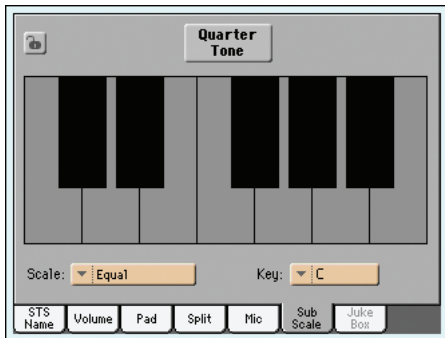 Quarter
Tone
Scale: Equal
Key: C
STS
Name
Volume
Pad
Split
Mic
Sub
Scale
Juke
Box